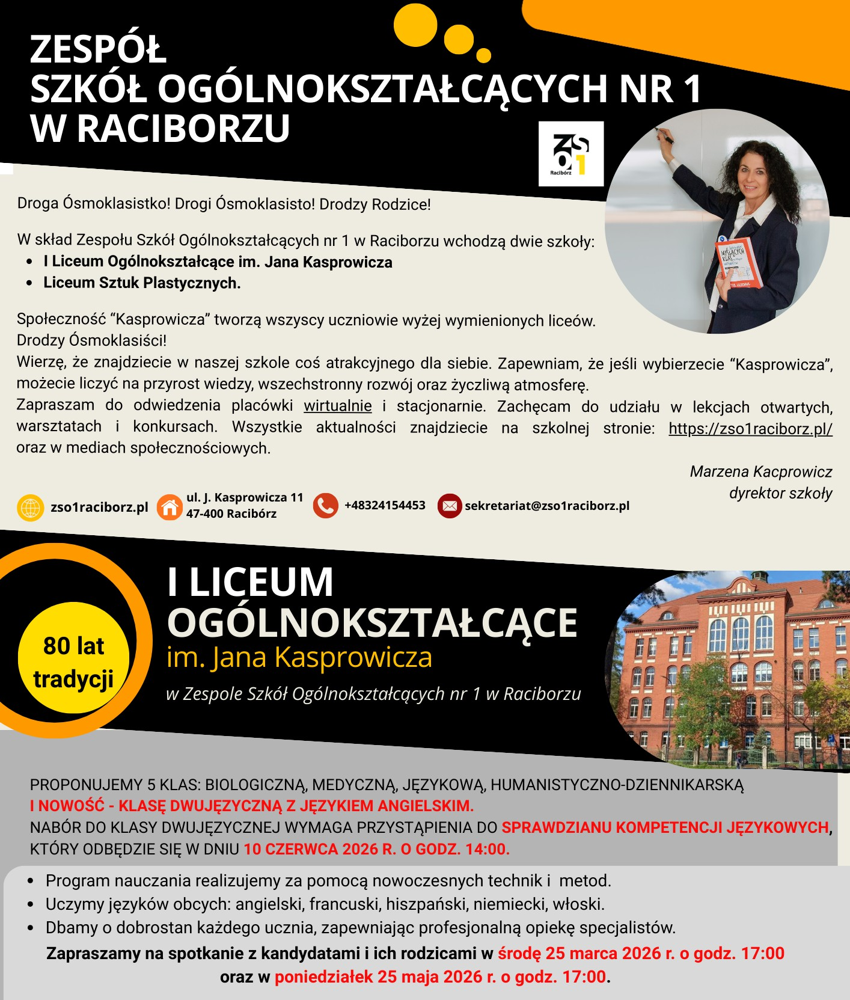 ZESPÓŁ
SZKÓŁ OGÓLNOKSZTAŁCĄCYCH NR 1
W RACIBORZU
ZS
O1
Racibórz
Droga Ósmoklasistko! Drogi Ósmoklasisto! Drodzy Rodzice!
W skład Zespołu Szkół Ogólnokształcących nr 1 w Raciborzu wchodzą dwie szkoły:
• I Liceum Ogólnokształcące im. Jana Kasprowicza
• Liceum Sztuk Plastycznych.
MYŚLĄCYCH
KLAS
Społeczność “Kasprowicza” tworzą wszyscy uczniowie wyżej wymienionych liceów.
Drodzy Ósmoklasiści!
Wierzę, że znajdziecie w naszej szkole coś atrakcyjnego dla siebie. Zapewniam, że jeśli wybierzecie “Kasprowicza”,
możecie liczyć na przyrost wiedzy, wszechstronny rozwój oraz życzliwą atmosferę.
Zapraszam do odwiedzenia placówki wirtualnie i stacjonarnie. Zachęcam do udziału w lekcjach otwartych,
warsztatach i konkursach. Wszystkie aktualności znajdziecie na szkolnej stronie: https://zso1raciborz.pl/
oraz w mediach społecznościowych.
Marzena Kacprowicz
dyrektor szkoły
zso1raciborz.pl
ul. J. Kasprowicza 11
47-400 Racibórz
+48324154453
sekretariat@zso1raciborz.pl
80 lat
tradycji
I LICEUM
OGÓLNOKSZTAŁCĄCE
im. Jana Kasprowicza
w Zespole Szkół Ogólnokształcących nr 1 w Raciborzu
PROPONUJEMY 5 KLAS: BIOLOGICZNĄ, MEDYCZNĄ, JĘZYKOWĄ, HUMANISTYCZNO-DZIENNIKARSKĄ
I NOWOŚĆ - KLASĘ DWUJĘZYCZNĄ Z JĘZYKIEM ANGIELSKIM.
NABÓR DO KLASY DWUJĘZYCZNEJ WYMAGA PRZYSTĄPIENIA DO SPRAWDZIANU KOMPETENCJI JĘZYKOWYCH,
KTÓRY ODBĘDZIE SIĘ W DNIU 10 CZERWCA 2026 R. O GODZ. 14:00.
• Program nauczania realizujemy za pomocą nowoczesnych technik i metod.
• Uczymy języków obcych: angielski, francuski, hiszpański, niemiecki, włoski.
• Dbamy o dobrostan każdego ucznia, zapewniając profesjonalną opiekę specjalistów.
Zapraszamy na spotkanie z kandydatami i ich rodzicami w środę 25 marca 2026 r. o godz. 17:00
oraz w poniedziałek 25 maja 2026 r. o godz. 17:00.